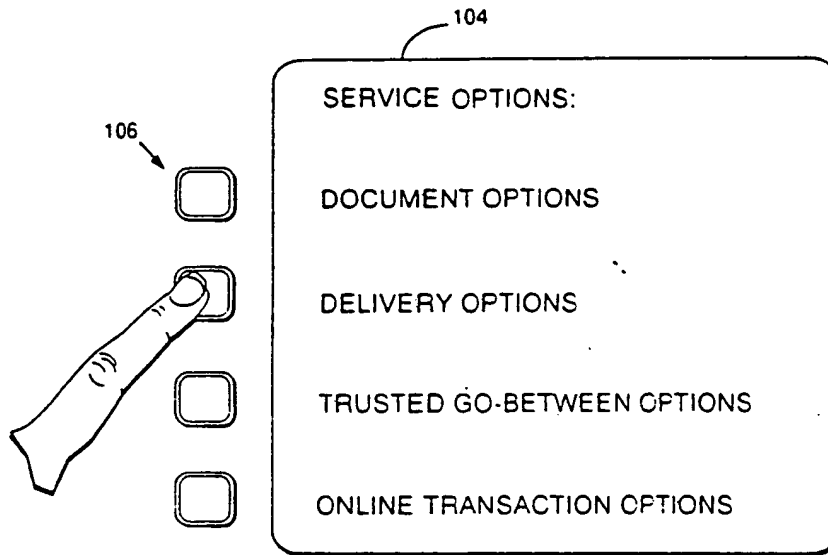 104
SERVICE OPTIONS:
106
DOCUMENT OPTIONS
DELIVERY OPTIONS
TRUSTED GO-BETWEEN OPTIONS
ONLINE TRANSACTION OPTIONS